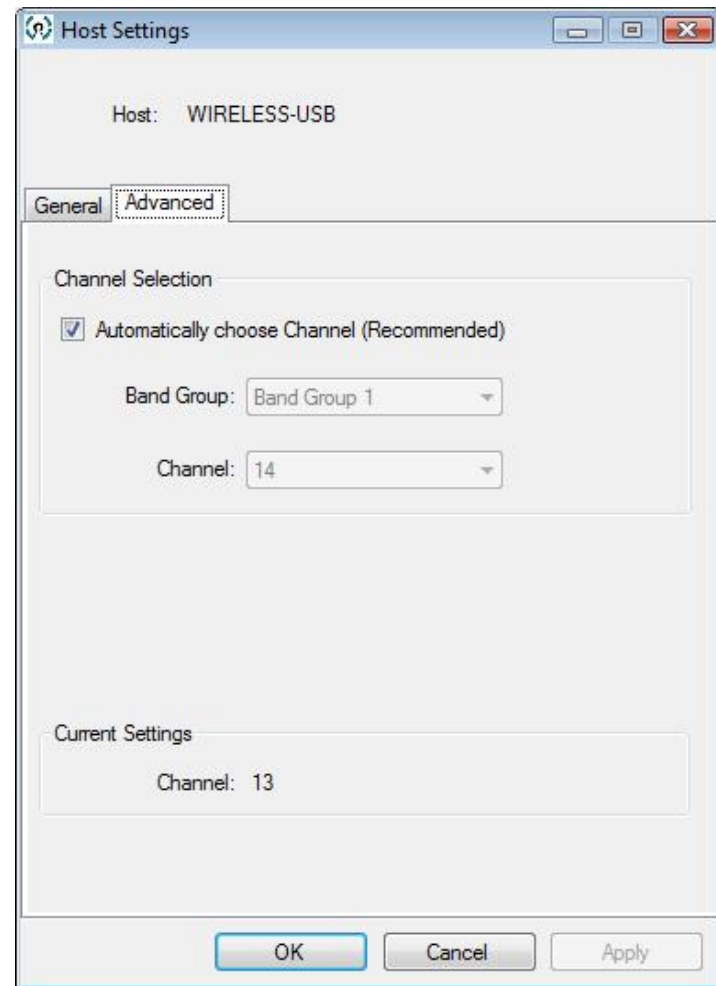 Host Settings
Host: WIRELESS-USB
General Advanced
Channel Selection
Automatically choose Channel (Recommended)
Band Group: Band Group 1
Channel: 14
Current Settings
Channel: 13
OK Cancel Apply